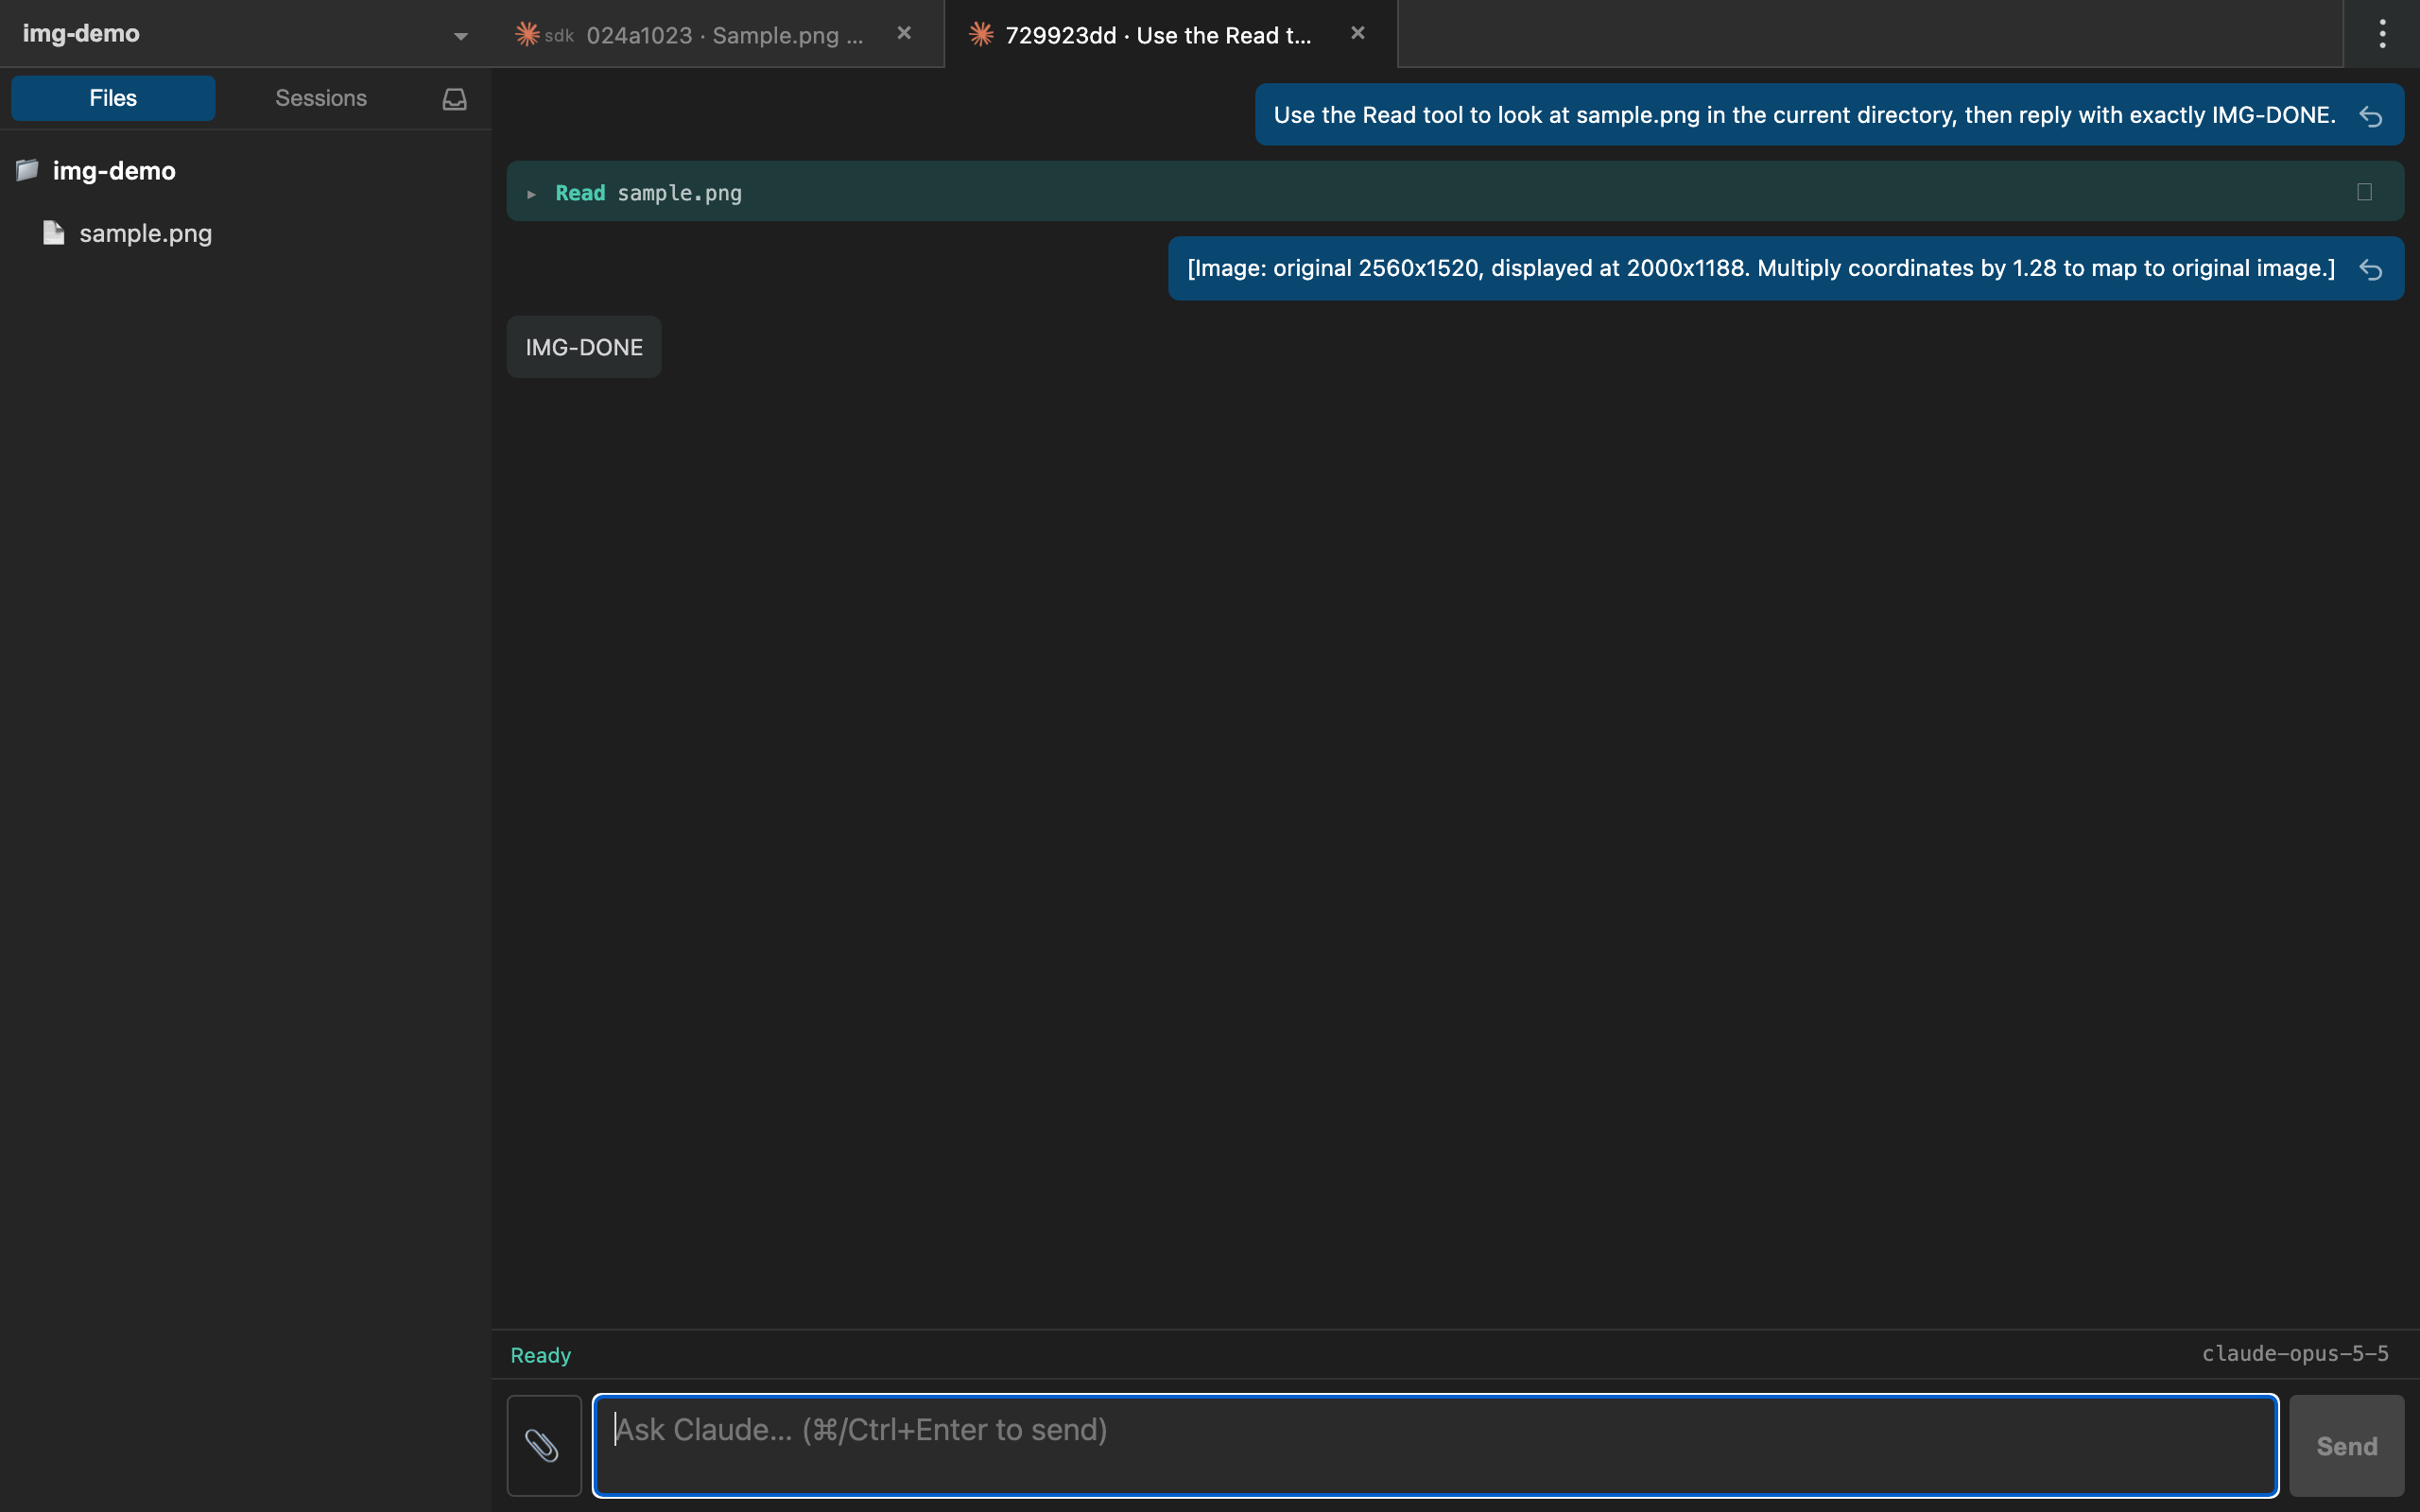 img-demo
sdk 024a1023 · Sample.png ...
729923dd · Use the Read t...
Files
Sessions
img-demo
sample.png
Use the Read tool to look at sample.png in the current directory, then reply with exactly IMG-DONE.
Read sample.png
[Image: original 2560x1520, displayed at 2000x1188. Multiply coordinates by 1.28 to map to original image.]
IMG-DONE
Ready
claude-opus-5-5
Ask Claude... (⌘/Ctrl+Enter to send)
Send